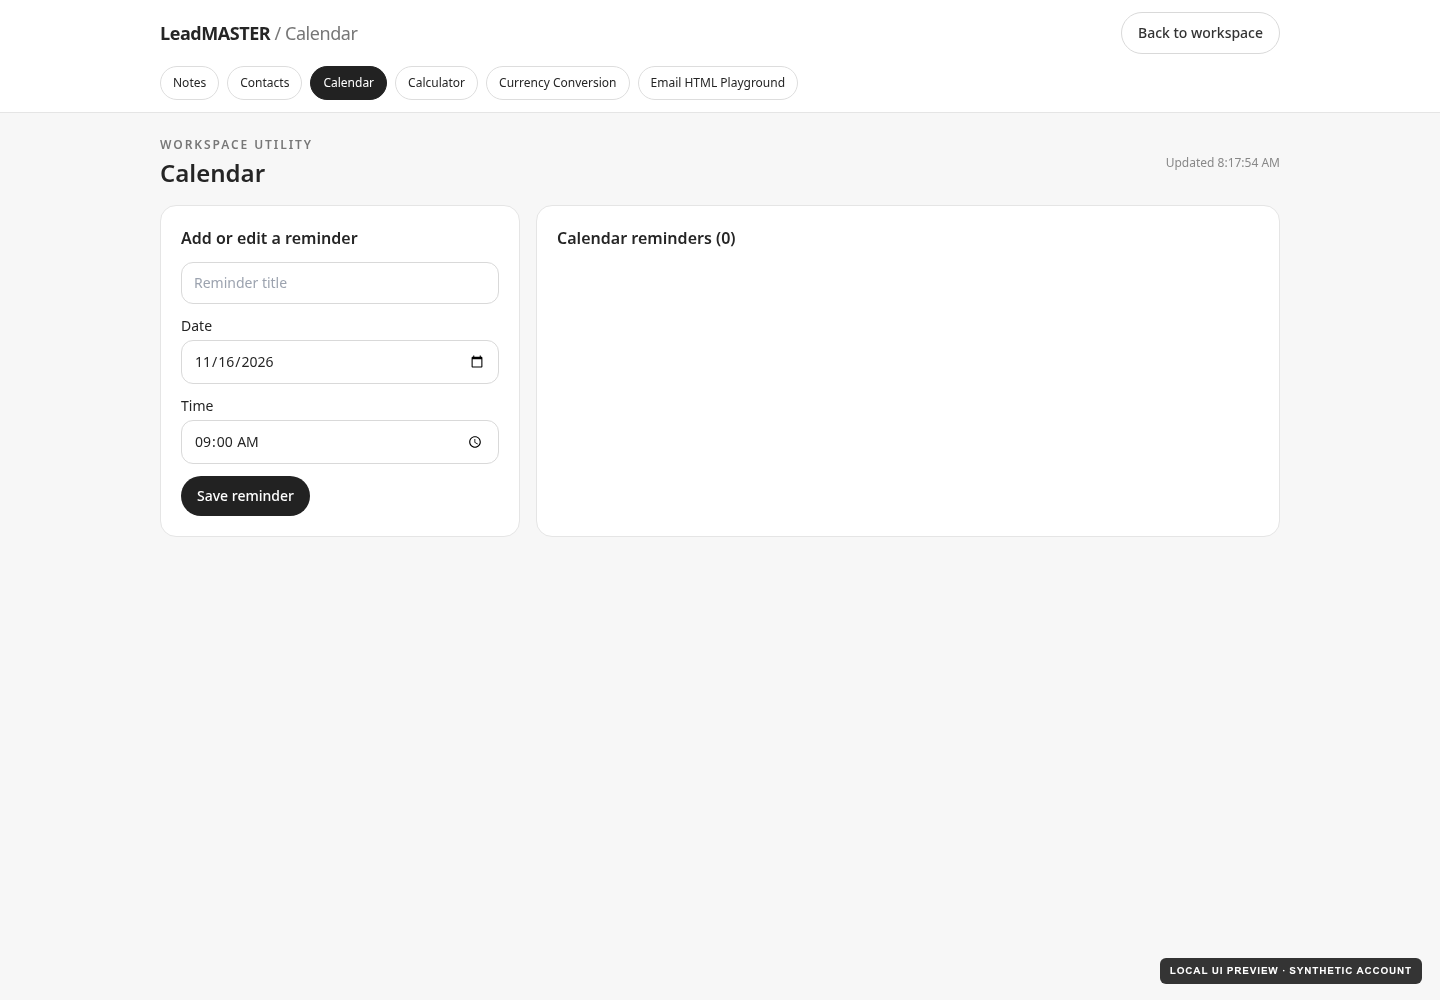 LeadMASTER / Calendar
Back to workspace
Notes
Contacts
Calendar
Calculator
Currency Conversion
Email HTML Playground
WORKSPACE UTILITY
Calendar
Updated 8:17:54 AM
Add or edit a reminder
Reminder title
Date
11/16/2026
Time
09:00 AM
Save reminder
Calendar reminders (0)
LOCAL UI PREVIEW · SYNTHETIC ACCOUNT